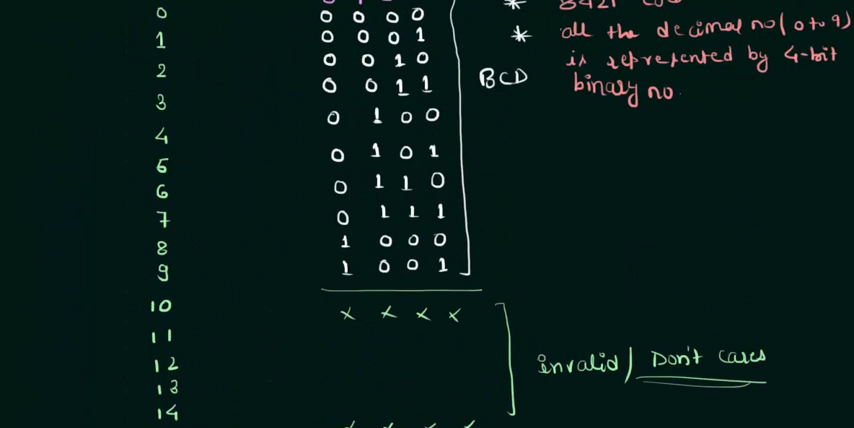 0 0 0 0 0
* 8421
1 0 0 0 1
* all the decimal no (0 to 9)
2 0 0 1 0
is represented by 4-bit
3 0 0 1 1
BCD
binary no.
4 0 1 0 0
5 0 1 0 1
6 0 1 1 0
7 0 1 1 1
8 1 0 0 0
9 1 0 0 1
10 x x x x
11
12
invalid / Don't cares
13
14
x x x x